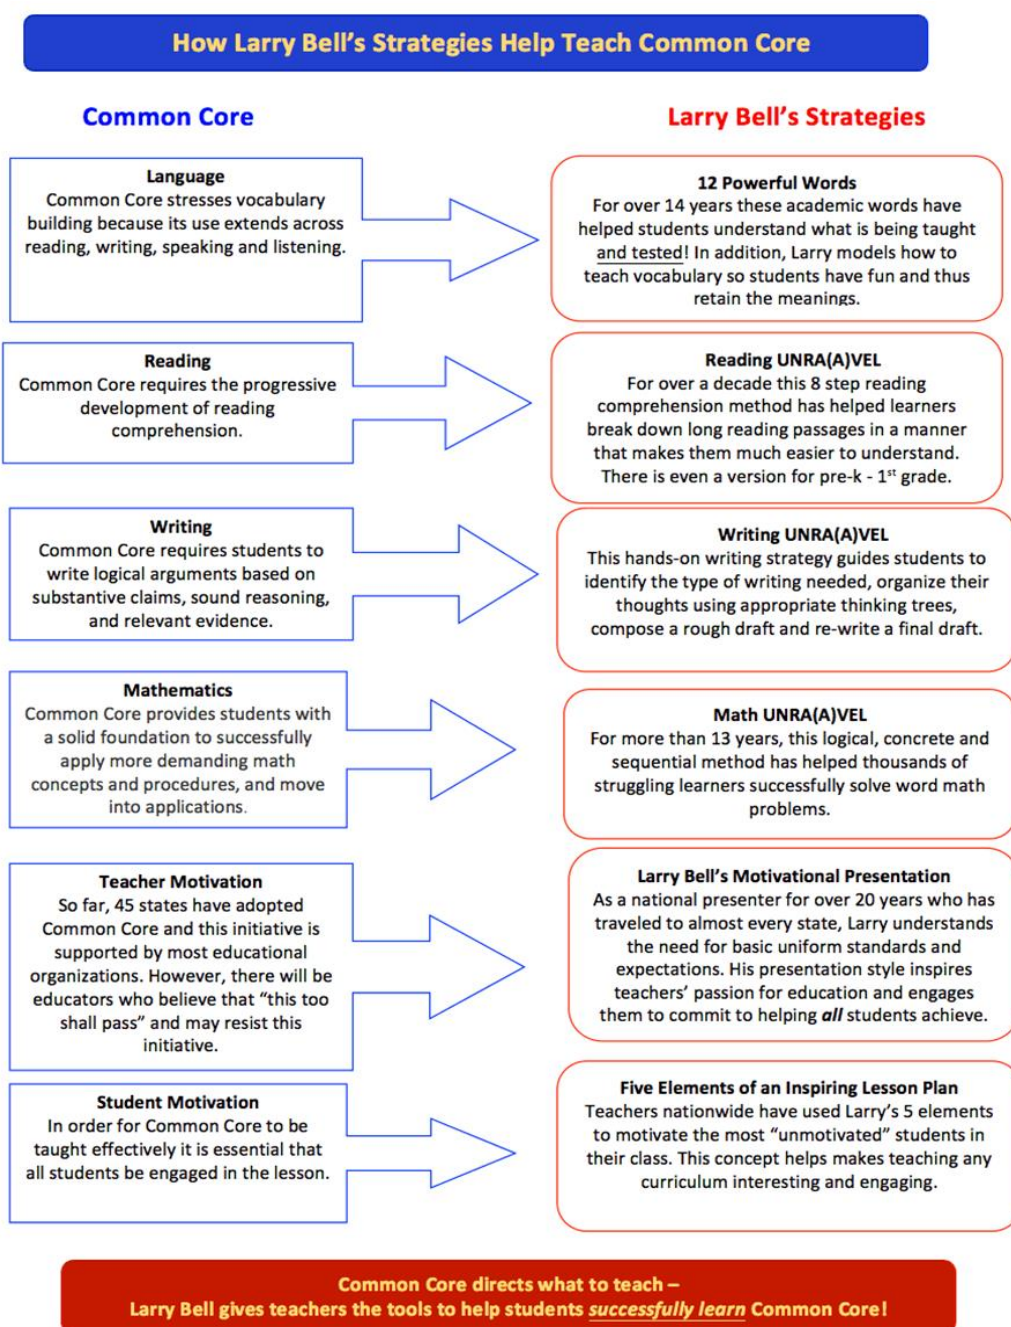 How Larry Bell's Strategies Help Teach Common Core
Common Core
Larry Bell's Strategies
Language
Common Core stresses vocabulary
building because its use extends across
reading, writing, speaking and listening.
12 Powerful Words
For over 14 years these academic words have
helped students understand what is being taught
and tested! In addition, Larry models how to
teach vocabulary so students have fun and thus
retain the meanings.
Reading
Common Core requires the progressive
development of reading
comprehension.
Reading UNRA(A)VEL
For over a decade this 8 step reading
comprehension method has helped learners
break down long reading passages in a manner
that makes them much easier to understand.
There is even a version for pre-k - 1st grade.
Writing
Common Core requires students to
write logical arguments based on
substantive claims, sound reasoning,
and relevant evidence.
Writing UNRA(A)VEL
This hands-on writing strategy guides students to
identify the type of writing needed, organize their
thoughts using appropriate thinking trees,
compose a rough draft and re-write a final draft.
Mathematics
Common Core provides students with
a solid foundation to successfully
apply more demanding math
concepts and procedures, and move
into applications.
Math UNRA(A)VEL
For more than 13 years, this logical, concrete and
sequential method has helped thousands of
struggling learners successfully solve word math
problems.
Teacher Motivation
So far, 45 states have adopted
Common Core and this initiative is
supported by most educational
organizations. However, there will be
educators who believe that "this too
shall pass" and may resist this
initiative.
Larry Bell's Motivational Presentation
As a national presenter for over 20 years who has
traveled to almost every state, Larry understands
the need for basic uniform standards and
expectations. His presentation style inspires
teachers' passion for education and engages
them to commit to helping all students achieve.
Student Motivation
In order for Common Core to be
taught effectively it is essential that
all students be engaged in the lesson.
Five Elements of an Inspiring Lesson Plan
Teachers nationwide have used Larry's 5 elements
to motivate the most "unmotivated" students in
their class. This concept helps makes teaching any
curriculum interesting and engaging.
Common Core directs what to teach –
Larry Bell gives teachers the tools to help students successfully learn Common Core!